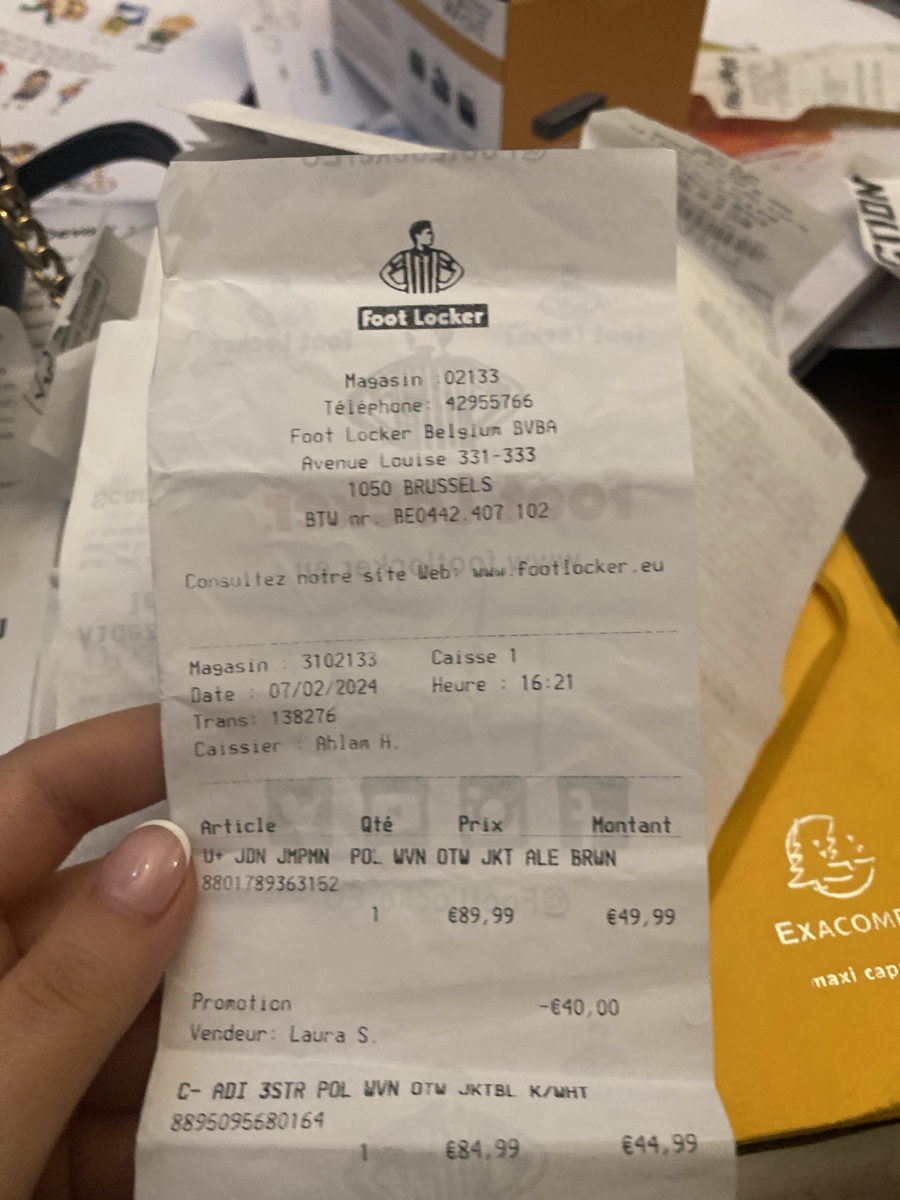 Foot Locker
Magasin :02133
Téléphone: 42955766
Foot Locker Belgium BVBA
Avenue Louise 331-333
1050 BRUSSELS
BTW nr. BE0442.407.102
Consultez notre site Web: www.footlocker.eu
Magasin : 3102133 Caisse 1
Date : 07/02/2024 Heure : 16:21
Trans: 138276
Caissier : Ahlam H.
Article Qté Prix Montant
U+ JDN JMPMN POL WVN OTW JKT ALE BRWN
8801789363152
1 €89,99 €49,99
Promotion -€40,00
Vendeur: Laura S.
C- ADI 3STR POL WVN OTW JKTBL K/WHT
8895095680164
1 €84,99 €44,99
EXACOMP
maxi cap